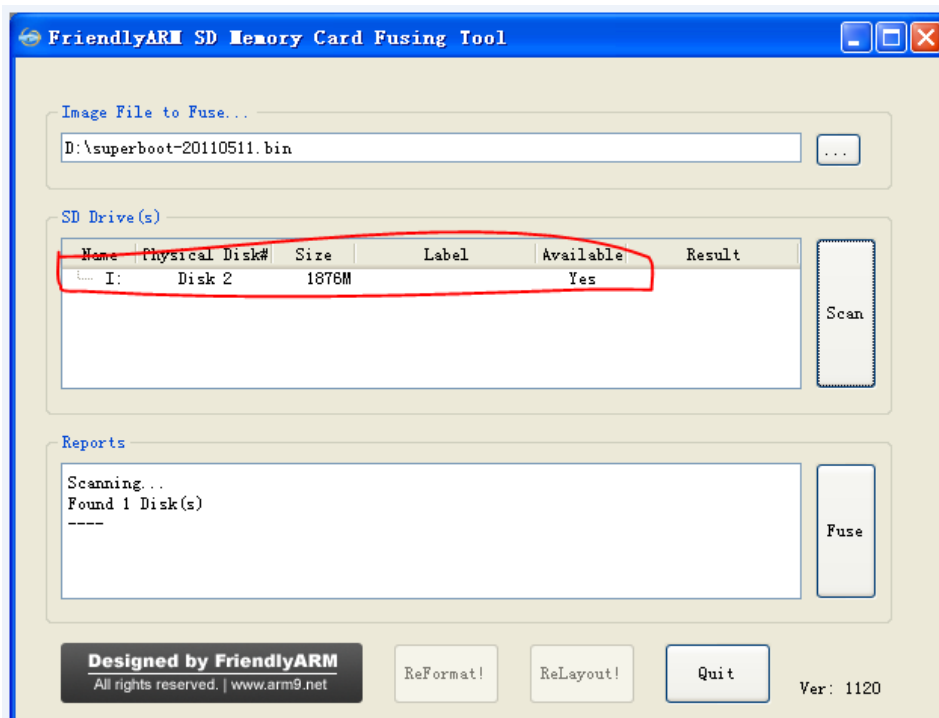 FriendlyARM SD Memory Card Fusing Tool
Image File to Fuse...
D:\superboot-20110511.bin
...
SD Drive(s)
Name Physical Disk# Size Label Available Result
I: Disk 2 1876M Yes
Scan
Reports
Scanning...
Found 1 Disk(s)
----
Fuse
Designed by FriendlyARM
All rights reserved. | www.arm9.net
ReFormat!
ReLayout!
Quit
Ver: 1120